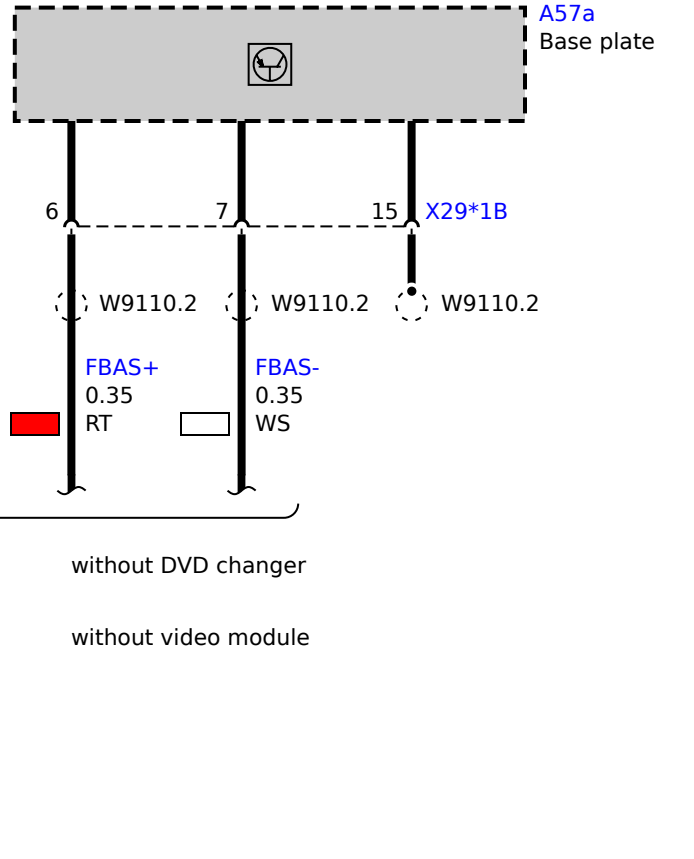 A57a
Base plate
6
7
15
X29*1B
W9110.2
W9110.2
W9110.2
FBAS+
FBAS-
0.35
0.35
RT
WS
without DVD changer
without video module